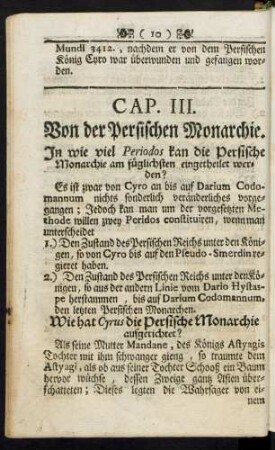 ( 10 )
Mundi 3412., nachdem er von dem Persischen
König Cyro war überwunden und gefangen wor-
den.
CAP. III.
Von der Persischen Monarchie.
In wie viel Periodos kan die Persische
Monarchie am füglichsten eingetheilet wer-
den?
Es ist zwar von Cyro an bis auf Darium Codo-
mannum nichts sonderlich veränderliches vorge-
gangen; Jedoch kan man um der vorgesetzten Me-
thode willen zwey Peridos constituiren, wenn man
unterscheidet
1.) Den Zustand des Persischen Reichs unter den Köni-
gen, so von Cyro bis auf den Pseudo-Smerdin re-
gieret haben.
2.) Den Zustand des Persischen Reichs unter den Kö-
nigen, so aus der andern Linie vom Dario Hystas-
pe herstammen, bis auf Darium Codomannum,
den letzten Persischen Monarchen.
Wie hat Cyrus die Persische Monarchie
aufgerichtet?
Als seine Mutter Mandane, des Königs Astyagis
Tochter mit ihm schwanger gieng, so traumte dem
Astyagi, als ob aus seiner Tochter Schooß ein Baum
hervor wüchse, dessen Zweige gantz Asien über-
schatteten; Dieses legten die Wahrsager von ei-
nem